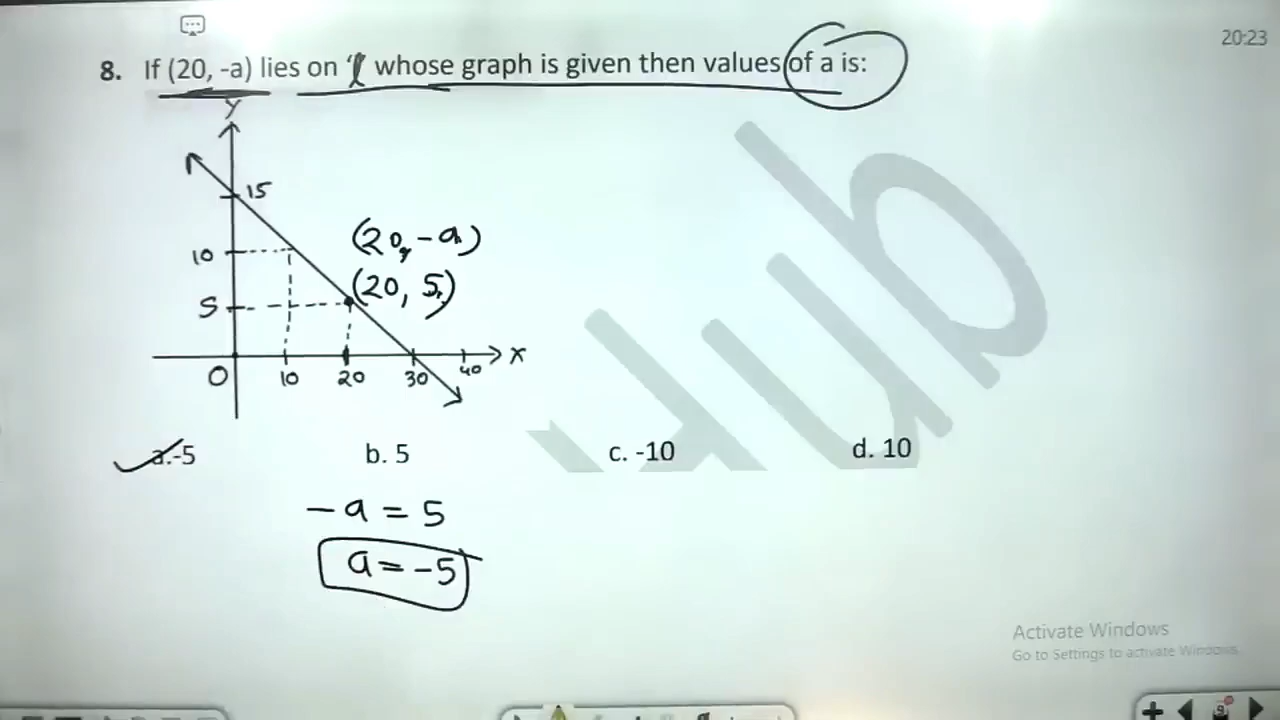 20:23
8. If (20, -a) lies on 'l whose graph is given then values of a is:
Y
15
(20, -a)
10
(20, 5)
5
X
O 10 20 30 40
a.-5 b. 5 c. -10 d. 10
-a = 5
a = -5
Activate Windows
Go to Settings to activate Windows.